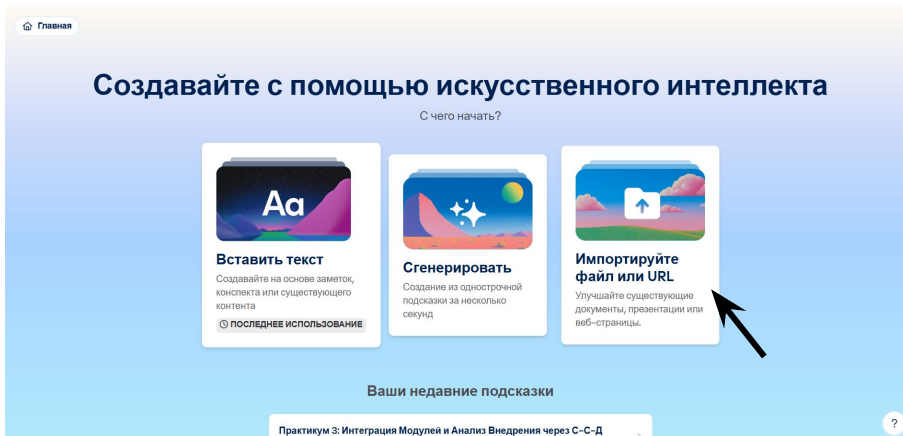 Главная
Создавайте с помощью искусственного интеллекта
С чего начать?
Aa
Вставить текст
Создавайте на основе заметок,
конспекта или существующего
контента
ПОСЛЕДНЕЕ ИСПОЛЬЗОВАНИЕ
Сгенерировать
Создание из однострочной
подсказки за несколько
секунд
Импортируйте
файл или URL
Улучшайте существующие
документы, презентации или
веб-страницы.
Ваши недавние подсказки
Практикум 3: Интеграция Модулей и Анализ Внедрения через С-С-Д
?